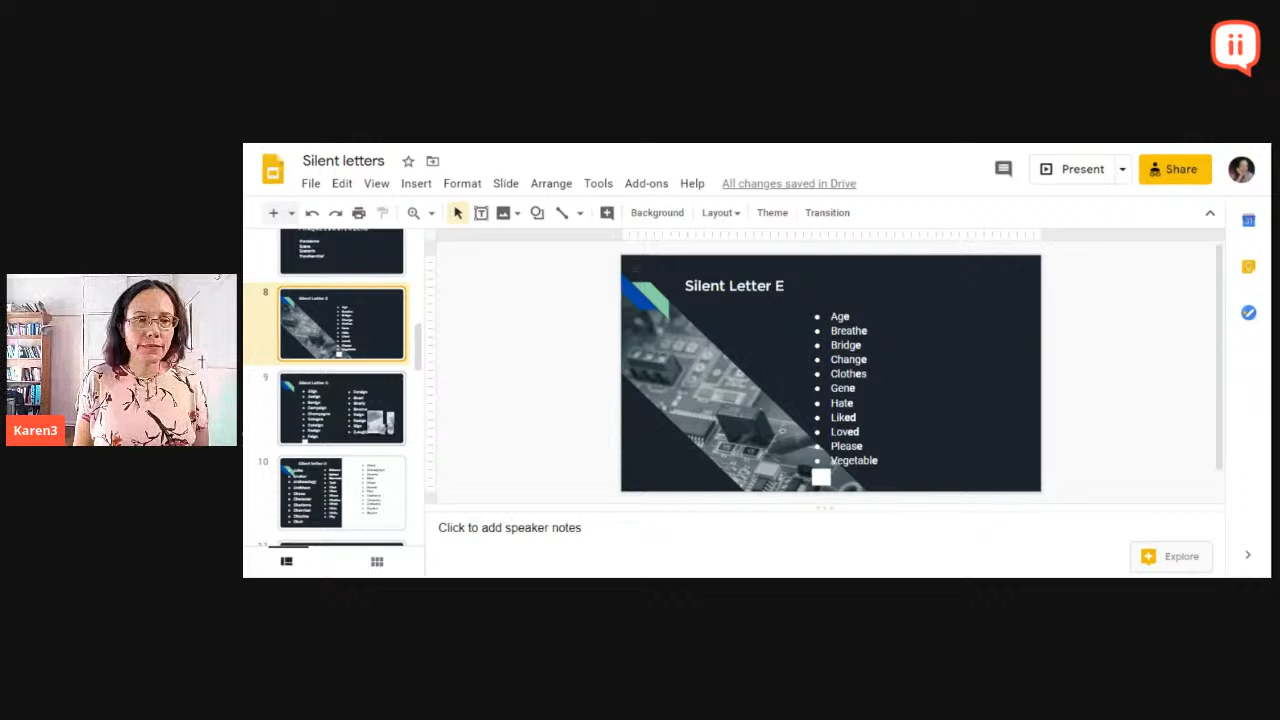 Silent letters
File Edit View Insert Format Slide Arrange Tools Add-ons Help All changes saved in Drive
Present
Share
Background Layout Theme Transition
8
Silent Letter E
9
10
Silent Letter E
Age
Breathe
Bridge
Change
Clothes
Gene
Hate
Liked
Loved
Please
Vegetable
Click to add speaker notes
Explore
Karen3